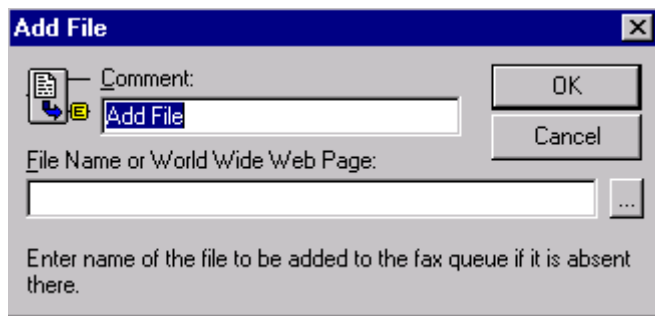 Add File
Comment:
OK
E
Add File
Cancel
File Name or World Wide Web Page:
...
Enter name of the file to be added to the fax queue if it is absent
there.